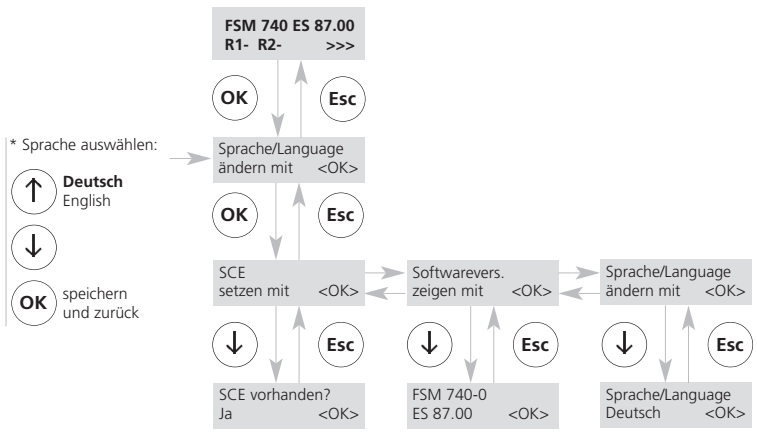 FSM 740 ES 87.00
R1- R2- >>>
OK
Esc
* Sprache auswählen:
↑
Deutsch
English
↓
OK
speichern
und zurück
Sprache/Language
ändern mit <OK>
OK
Esc
SCE
setzen mit <OK>
Softwarevers.
zeigen mit <OK>
Sprache/Language
ändern mit <OK>
↓
Esc
↓
Esc
↓
Esc
SCE vorhanden?
Ja <OK>
FSM 740-0
ES 87.00 <OK>
Sprache/Language
Deutsch <OK>